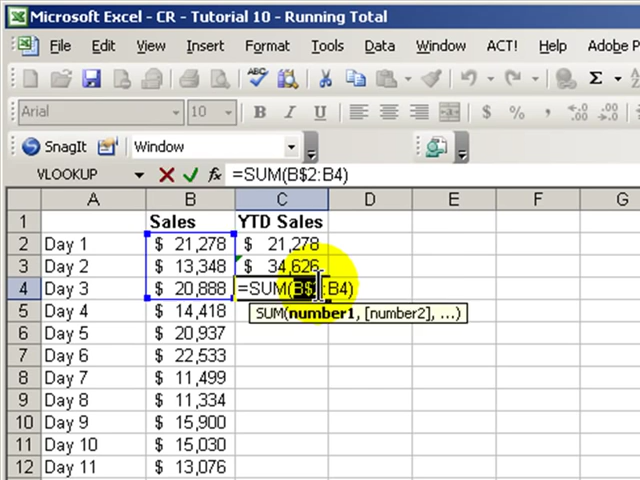 Microsoft Excel - CR - Tutorial 10 - Running Total
File Edit View Insert Format Tools Data Window ACT! Help Adobe P
Arial 10 B I U $ % ,
SnagIt Window
VLOOKUP fx =SUM(B$2:B4)
A B C D E F G
1 Sales YTD Sales
2 Day 1 $ 21,278 $ 21,278
3 Day 2 $ 13,348 $ 34,626
4 Day 3 $ 20,888 =SUM(B$2:B4)
5 Day 4 $ 14,418 SUM(number1, [number2], ...)
6 Day 5 $ 20,937
7 Day 6 $ 22,533
8 Day 7 $ 11,499
9 Day 8 $ 11,334
10 Day 9 $ 15,900
11 Day 10 $ 15,030
12 Day 11 $ 13,076